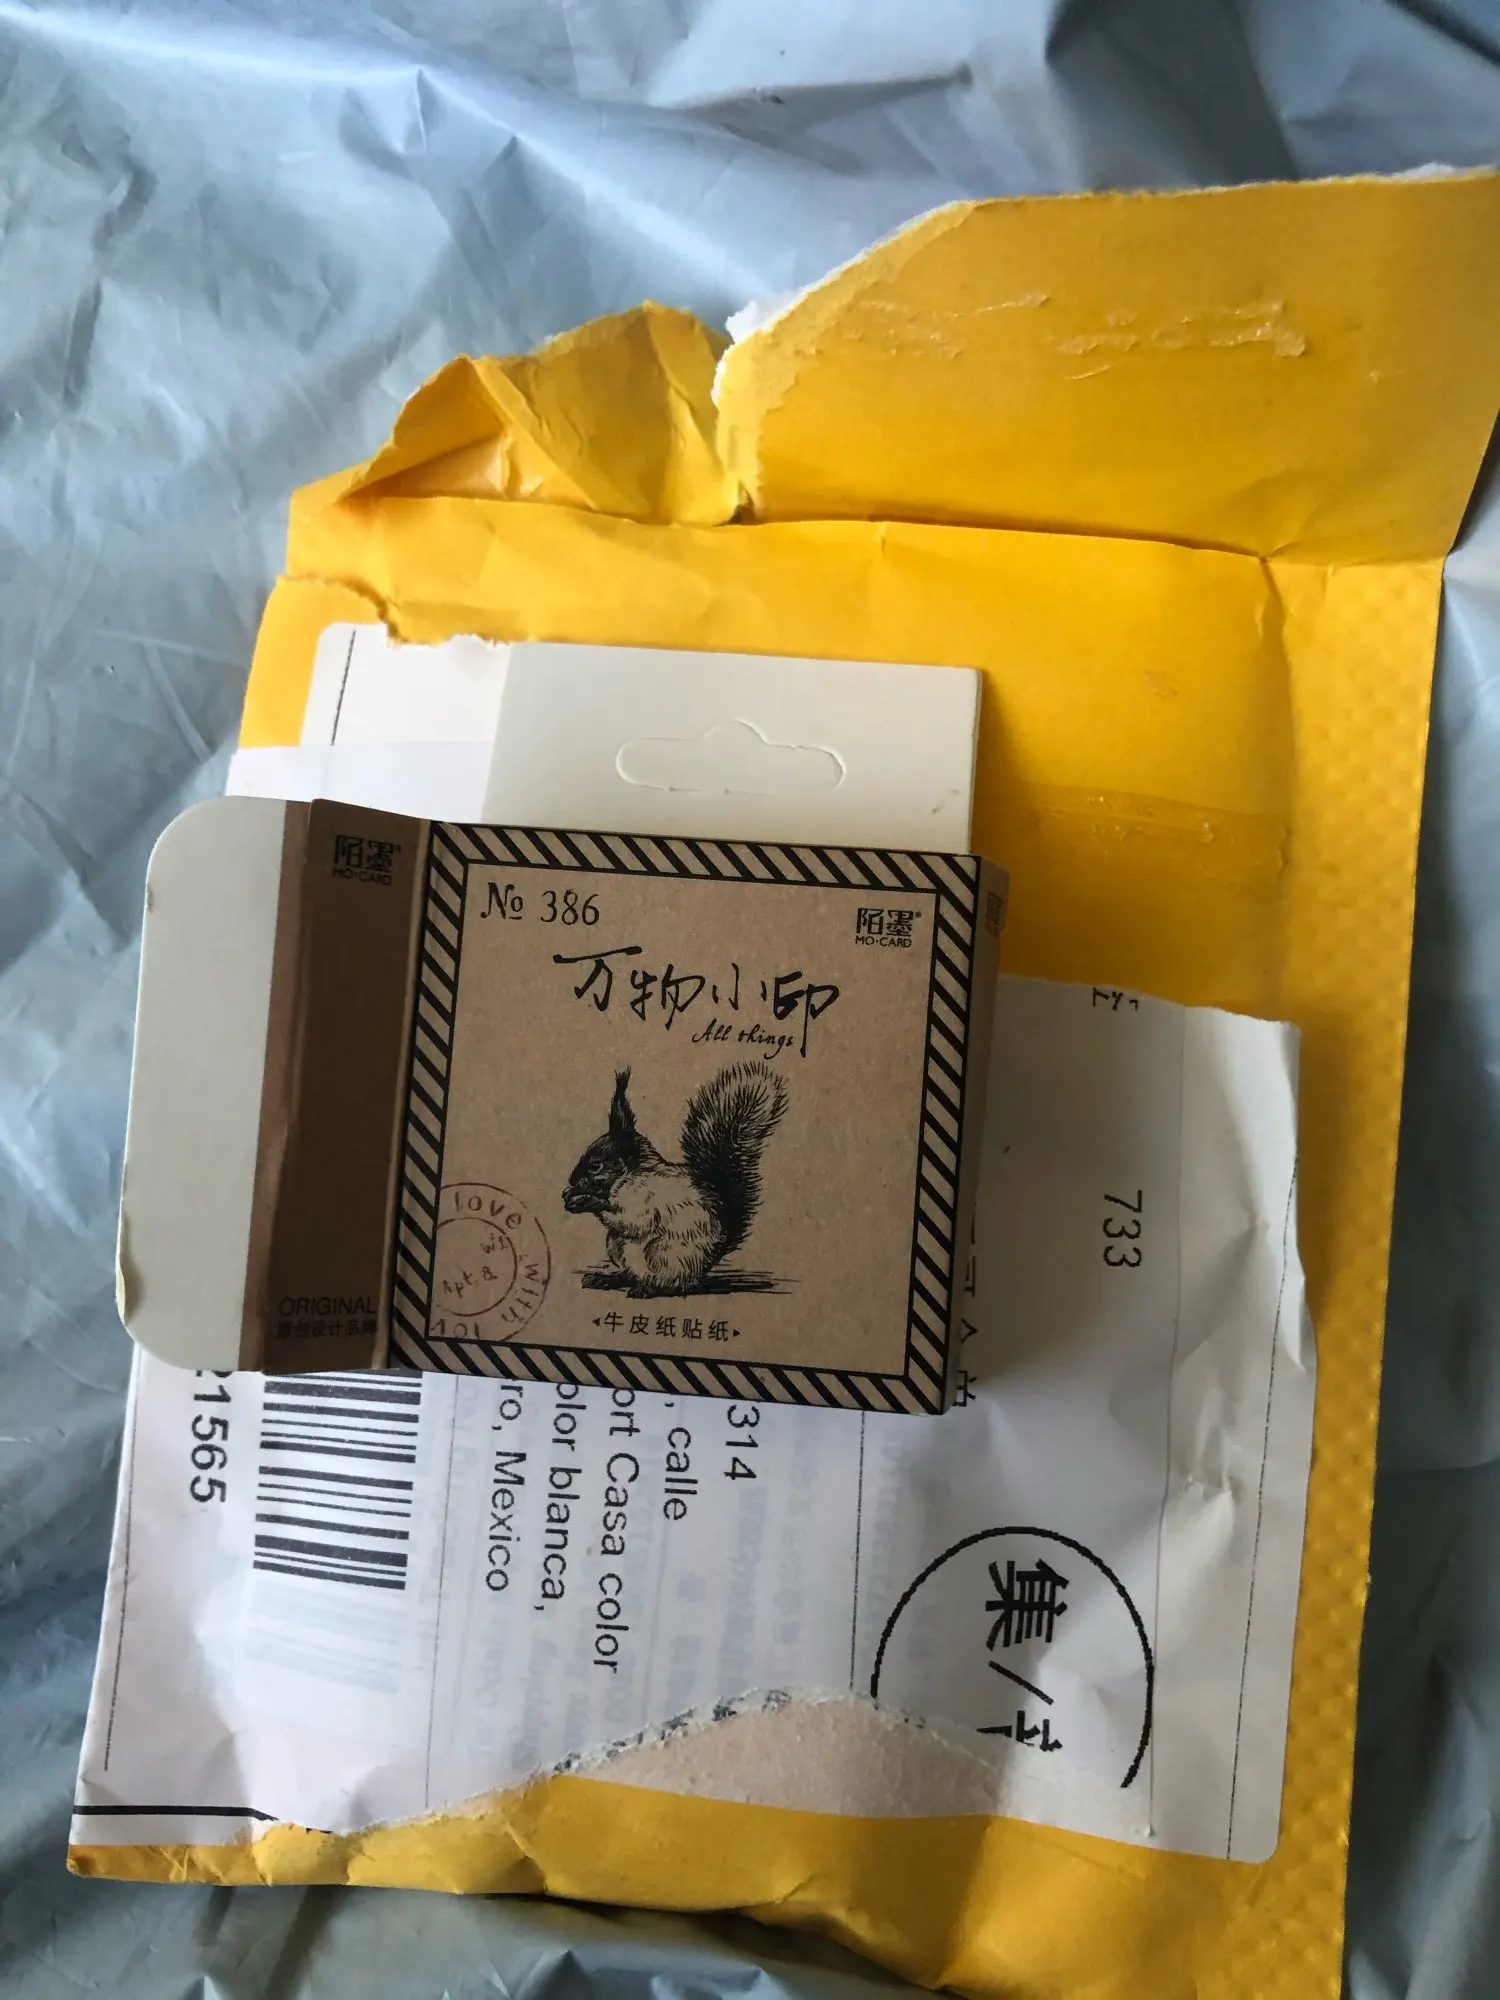 陌墨®
MO·CARD
ORIGINAL
原创设计品牌
№ 386
陌墨®
MO·CARD
万物小印
All things
love with
牛皮纸贴纸
733
314
, calle
ort Casa color
olor blanca,
ro, Mexico
21565
集/